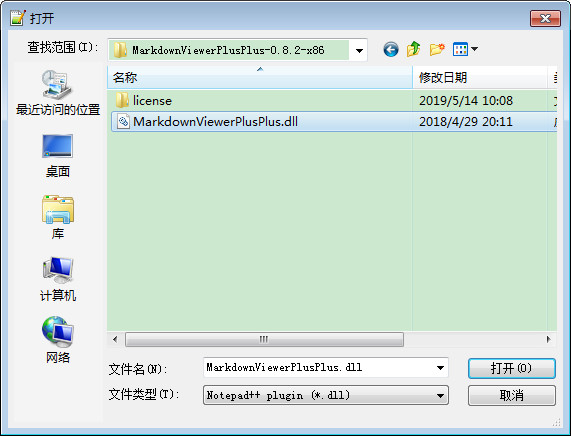 打开
查找范围(I):
MarkdownViewerPlusPlus-0.8.2-x86
名称
修改日期
license
2019/5/14 10:08
MarkdownViewerPlusPlus.dll
2018/4/29 20:11
最近访问的位置
桌面
库
计算机
网络
文件名(N):
MarkdownViewerPlusPlus.dll
打开(O)
文件类型(T):
Notepad++ plugin (*.dll)
取消